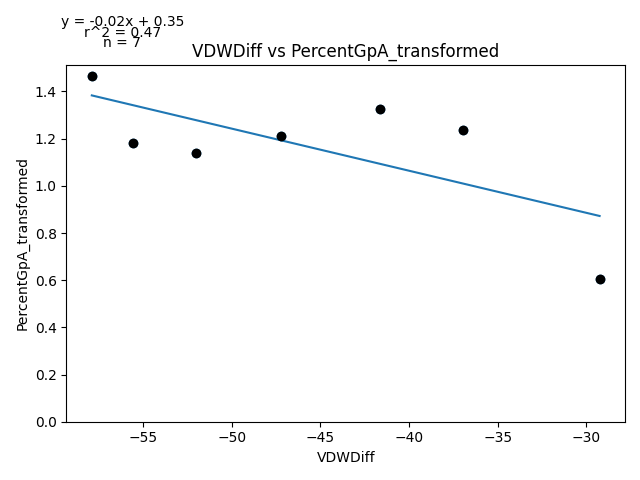 y = -0.02x + 0.35
r^2 = 0.47
n = 7
VDWDiff vs PercentGpA_transformed
PercentGpA_transformed
1.4
1.2
1.0
0.8
0.6
0.4
0.2
0.0
−55
−50
−45
−40
−35
−30
VDWDiff